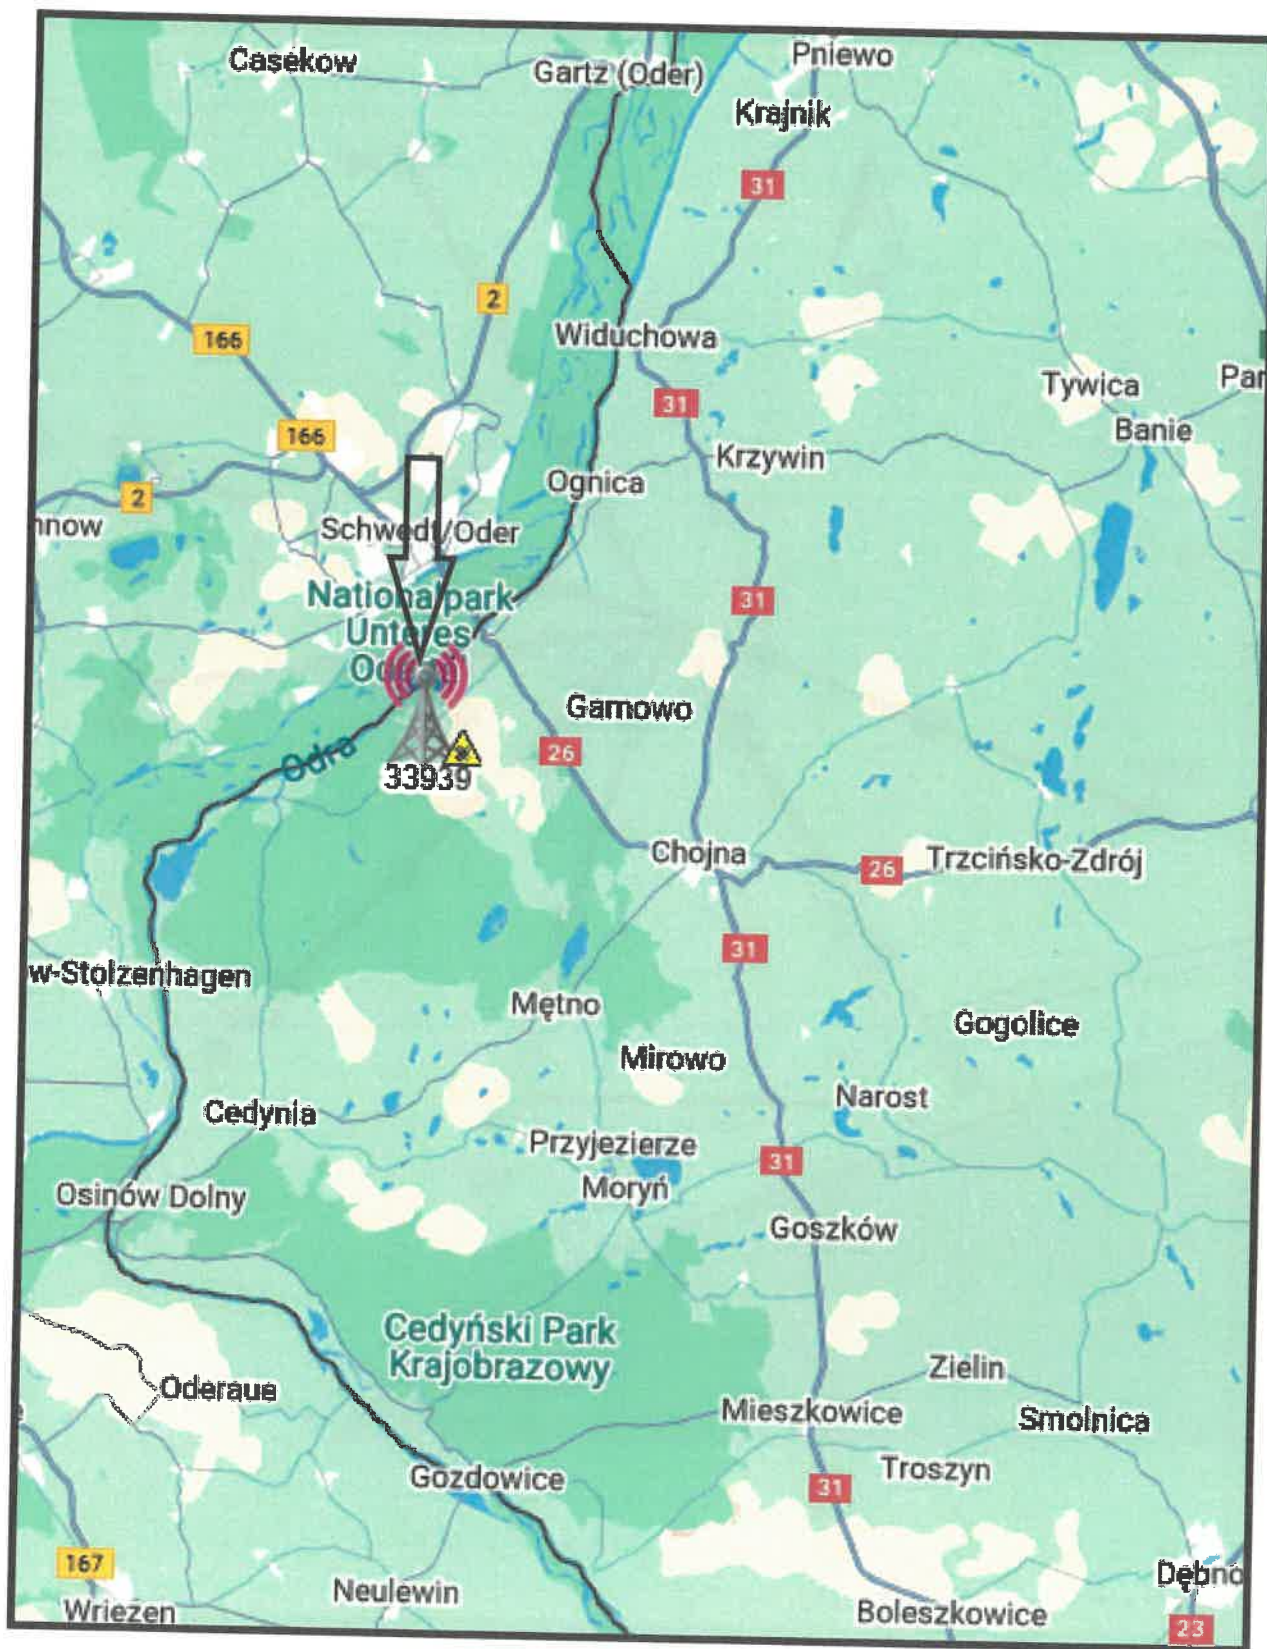 Casekow
Gartz (Oder)
Pniewo
Krajnik
31
2
166
Widuchowa
Tywica
Par
31
166
Banie
Krzywin
Ognica
2
nnow
Schwedt/Oder
Nationalpark
Unteres
31
Garnowo
Odra
26
33939
Chojna
26
Trzcińsko-Zdrój
31
w-Stolzenhagen
Mętno
Gogolice
Mirowo
Narost
Cedynia
Przyjezierze
31
Moryń
Osinów Dolny
Goszków
Cedyński Park
Krajobrazowy
Zielin
Oderaue
Mieszkowice
Smolnica
Troszyn
Gozdowice
31
167
Dębno
Neulewin
Wriezen
Boleszkowice
23